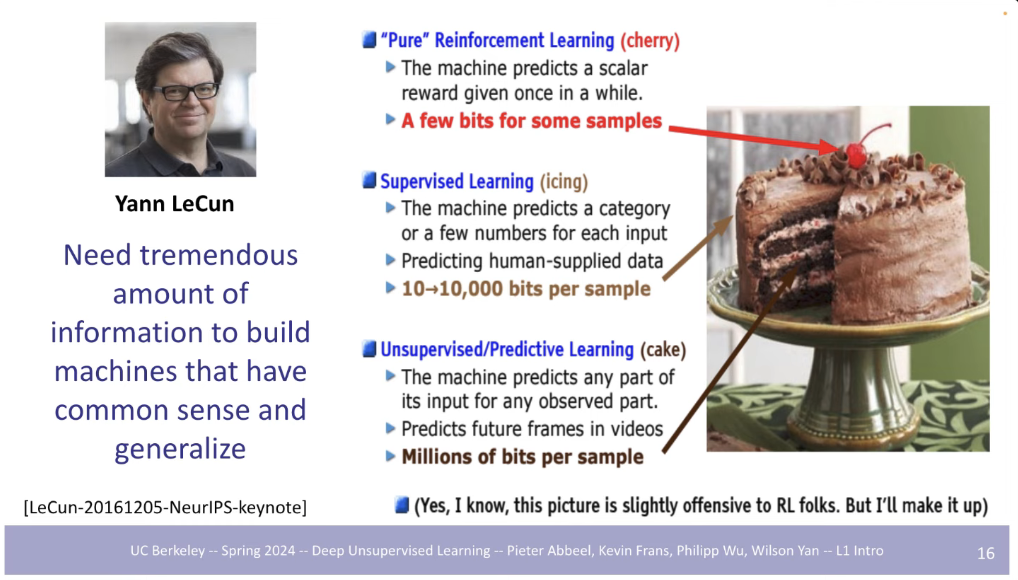 Yann LeCun
Need tremendous
amount of
information to build
machines that have
common sense and
generalize
[LeCun-20161205-NeurIPS-keynote]
"Pure" Reinforcement Learning (cherry)
The machine predicts a scalar
reward given once in a while.
A few bits for some samples
Supervised Learning (icing)
The machine predicts a category
or a few numbers for each input
Predicting human-supplied data
10→10,000 bits per sample
Unsupervised/Predictive Learning (cake)
The machine predicts any part of
its input for any observed part.
Predicts future frames in videos
Millions of bits per sample
(Yes, I know, this picture is slightly offensive to RL folks. But I'll make it up)
UC Berkeley -- Spring 2024 -- Deep Unsupervised Learning -- Pieter Abbeel, Kevin Frans, Philipp Wu, Wilson Yan -- L1 Intro
16